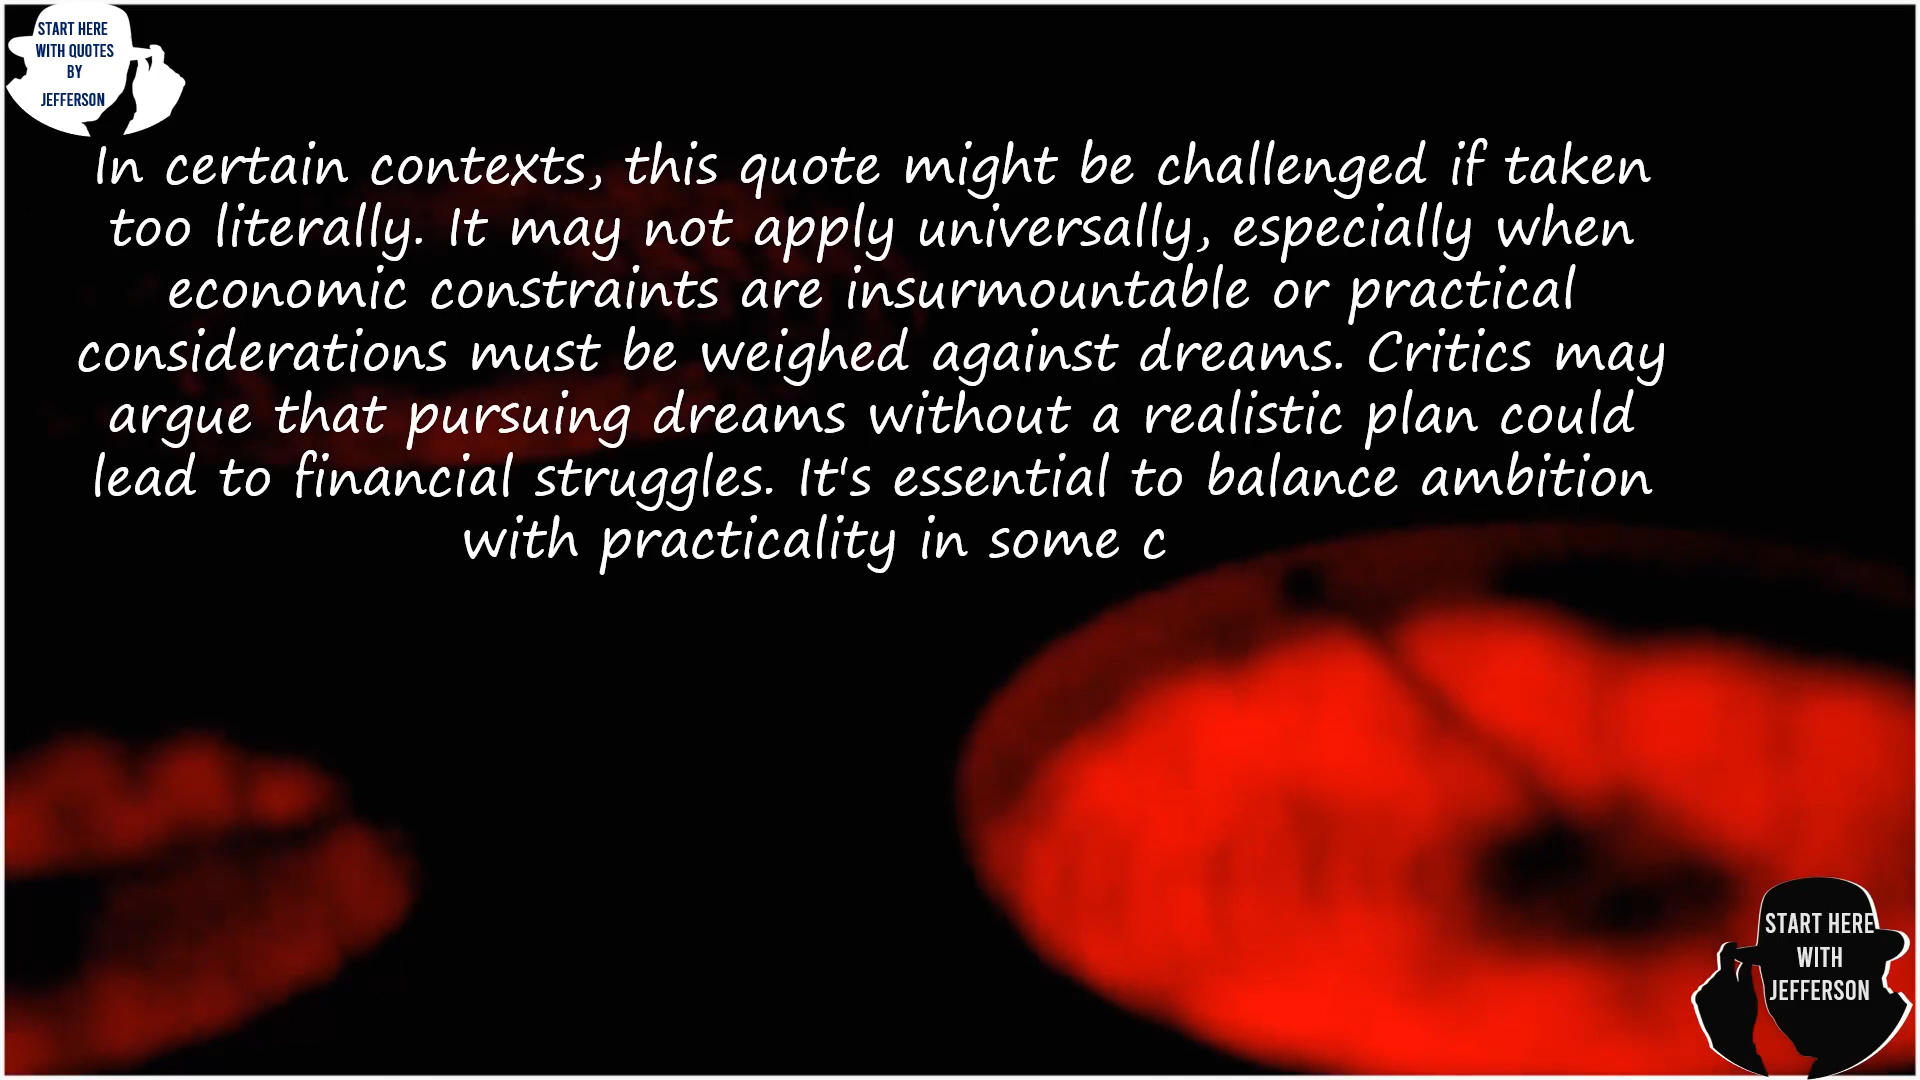 START HERE
WITH QUOTES
BY
JEFFERSON
In certain contexts, this quote might be challenged if taken
too literally. It may not apply universally, especially when
economic constraints are insurmountable or practical
considerations must be weighed against dreams. Critics may
argue that pursuing dreams without a realistic plan could
lead to financial struggles. It's essential to balance ambition
with practicality in some c
START HERE
WITH
JEFFERSON